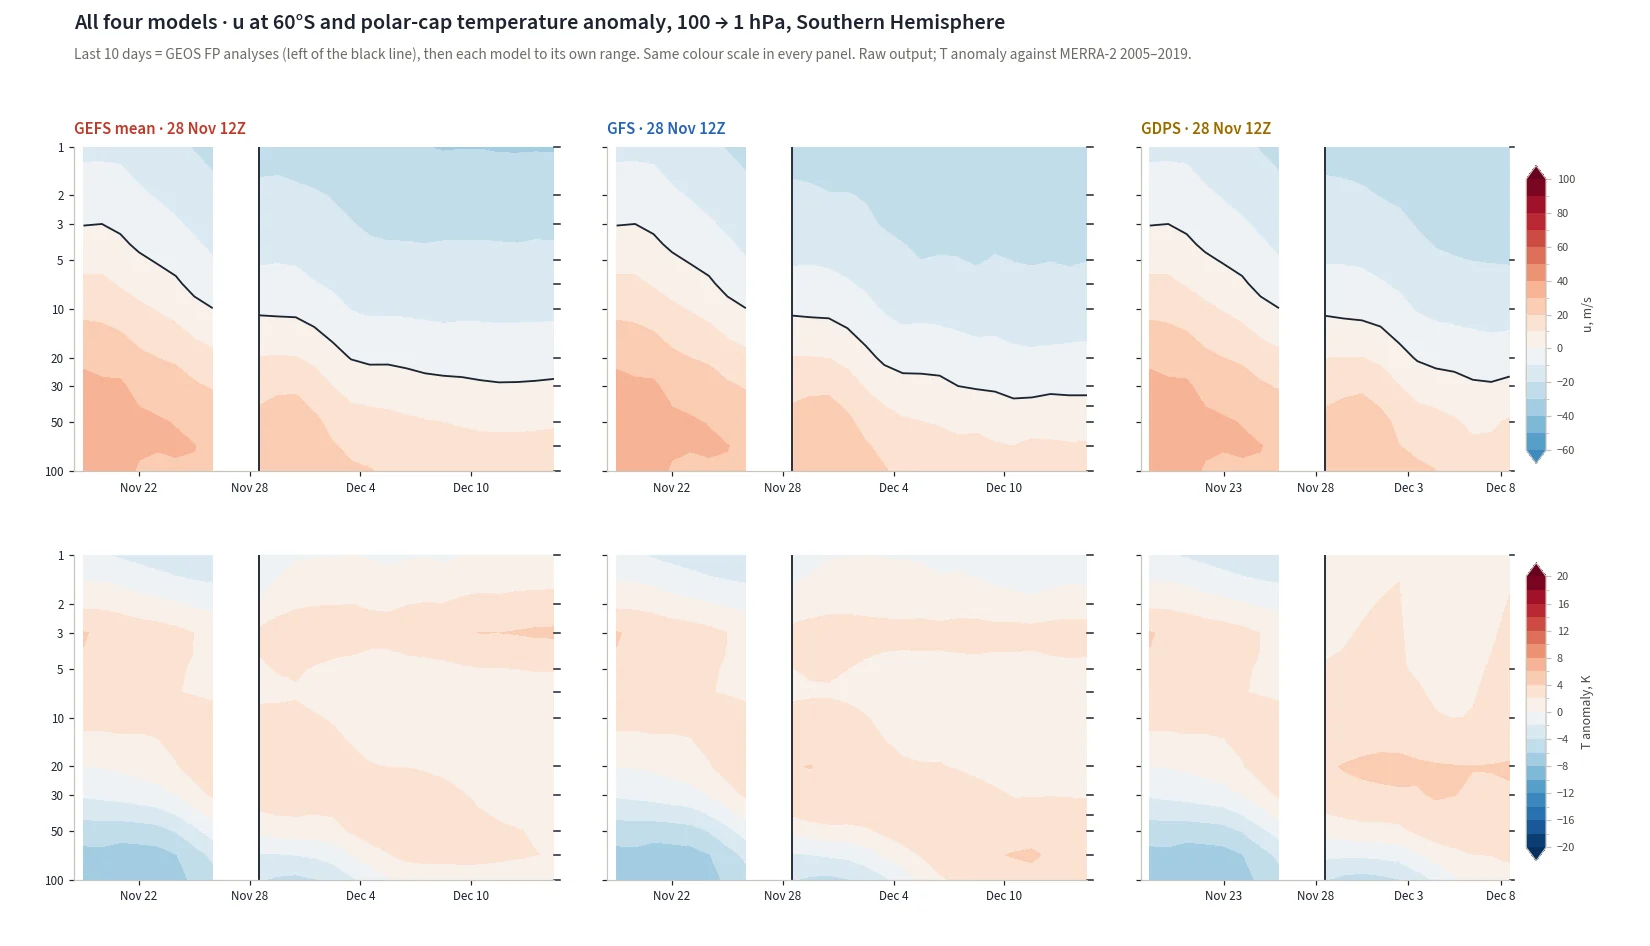 All four models · u at 60°S and polar-cap temperature anomaly, 100 → 1 hPa, Southern Hemisphere
Last 10 days = GEOS FP analyses (left of the black line), then each model to its own range. Same colour scale in every panel. Raw output; T anomaly against MERRA-2 2005–2019.
GEFS mean · 28 Nov 12Z
GFS · 28 Nov 12Z
GDPS · 28 Nov 12Z
1
2
3
5
10
20
30
50
100
Nov 22
Nov 28
Dec 4
Dec 10
Nov 22
Nov 28
Dec 4
Dec 10
Nov 23
Nov 28
Dec 3
Dec 8
100
80
60
40
20
0
−20
−40
−60
u, m/s
1
2
3
5
10
20
30
50
100
Nov 22
Nov 28
Dec 4
Dec 10
Nov 22
Nov 28
Dec 4
Dec 10
Nov 23
Nov 28
Dec 3
Dec 8
20
16
12
8
4
0
−4
−8
−12
−16
−20
T anomaly, K